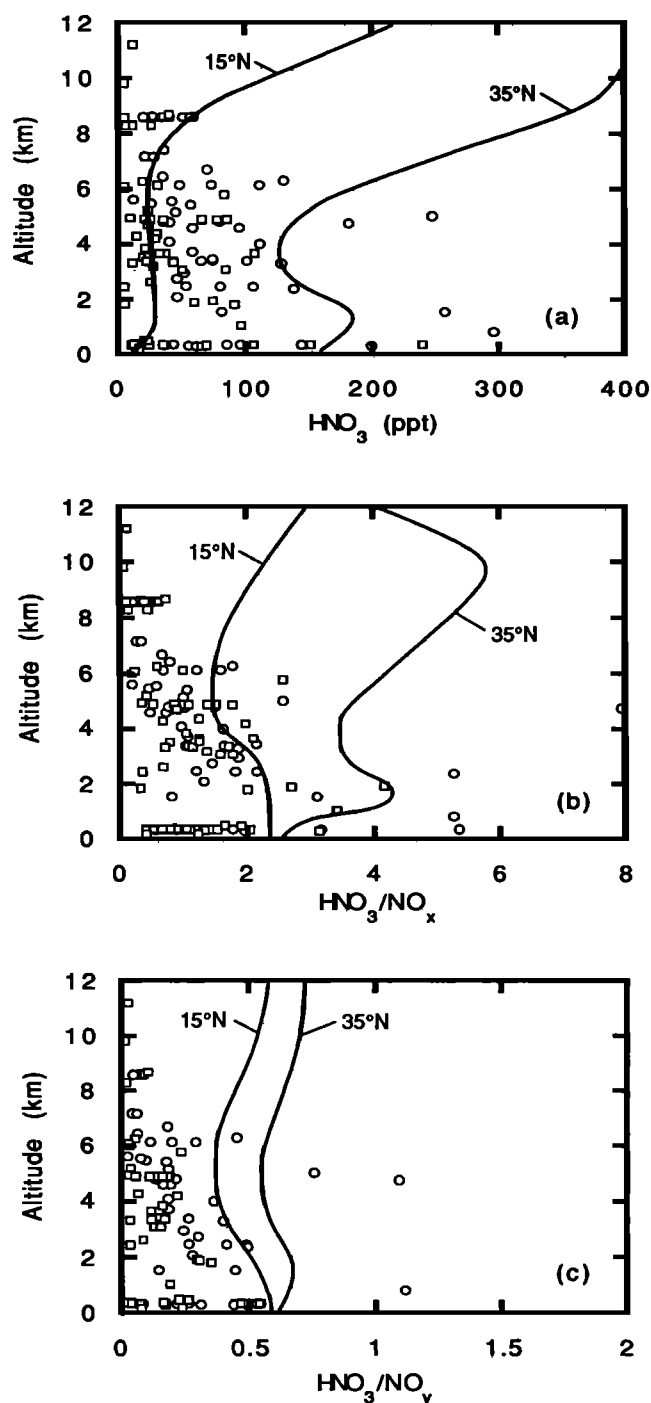 12
10
8
6
4
2
0
Altitude (km)
15°N
35°N
(a)
0 100 200 300 400
HNO₃ (ppt)
12
10
8
6
4
2
0
Altitude (km)
15°N
35°N
(b)
0 2 4 6 8
HNO₃/NOₓ
12
10
8
6
4
2
0
Altitude (km)
15°N
35°N
(c)
0 0.5 1 1.5 2
HNO₃/NOy